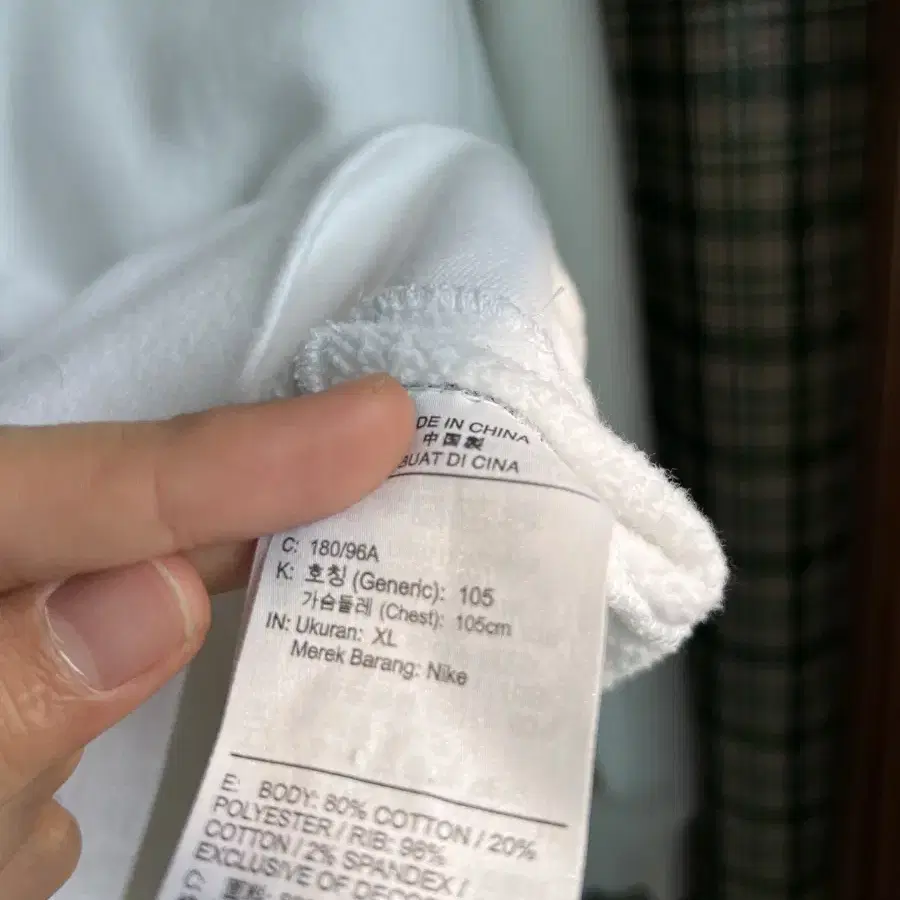 DE IN CHINA
中国製
BUAT DI CINA
C: 180/96A
K: 호칭 (Generic): 105
가슴둘레 (Chest): 105cm
IN: Ukuran: XL
Merek Barang: Nike
E: BODY: 80% COTTON / 20%
POLYESTER / RIB: 98%
COTTON / 2% SPANDEX /
EXCLUSIVE OF
C: